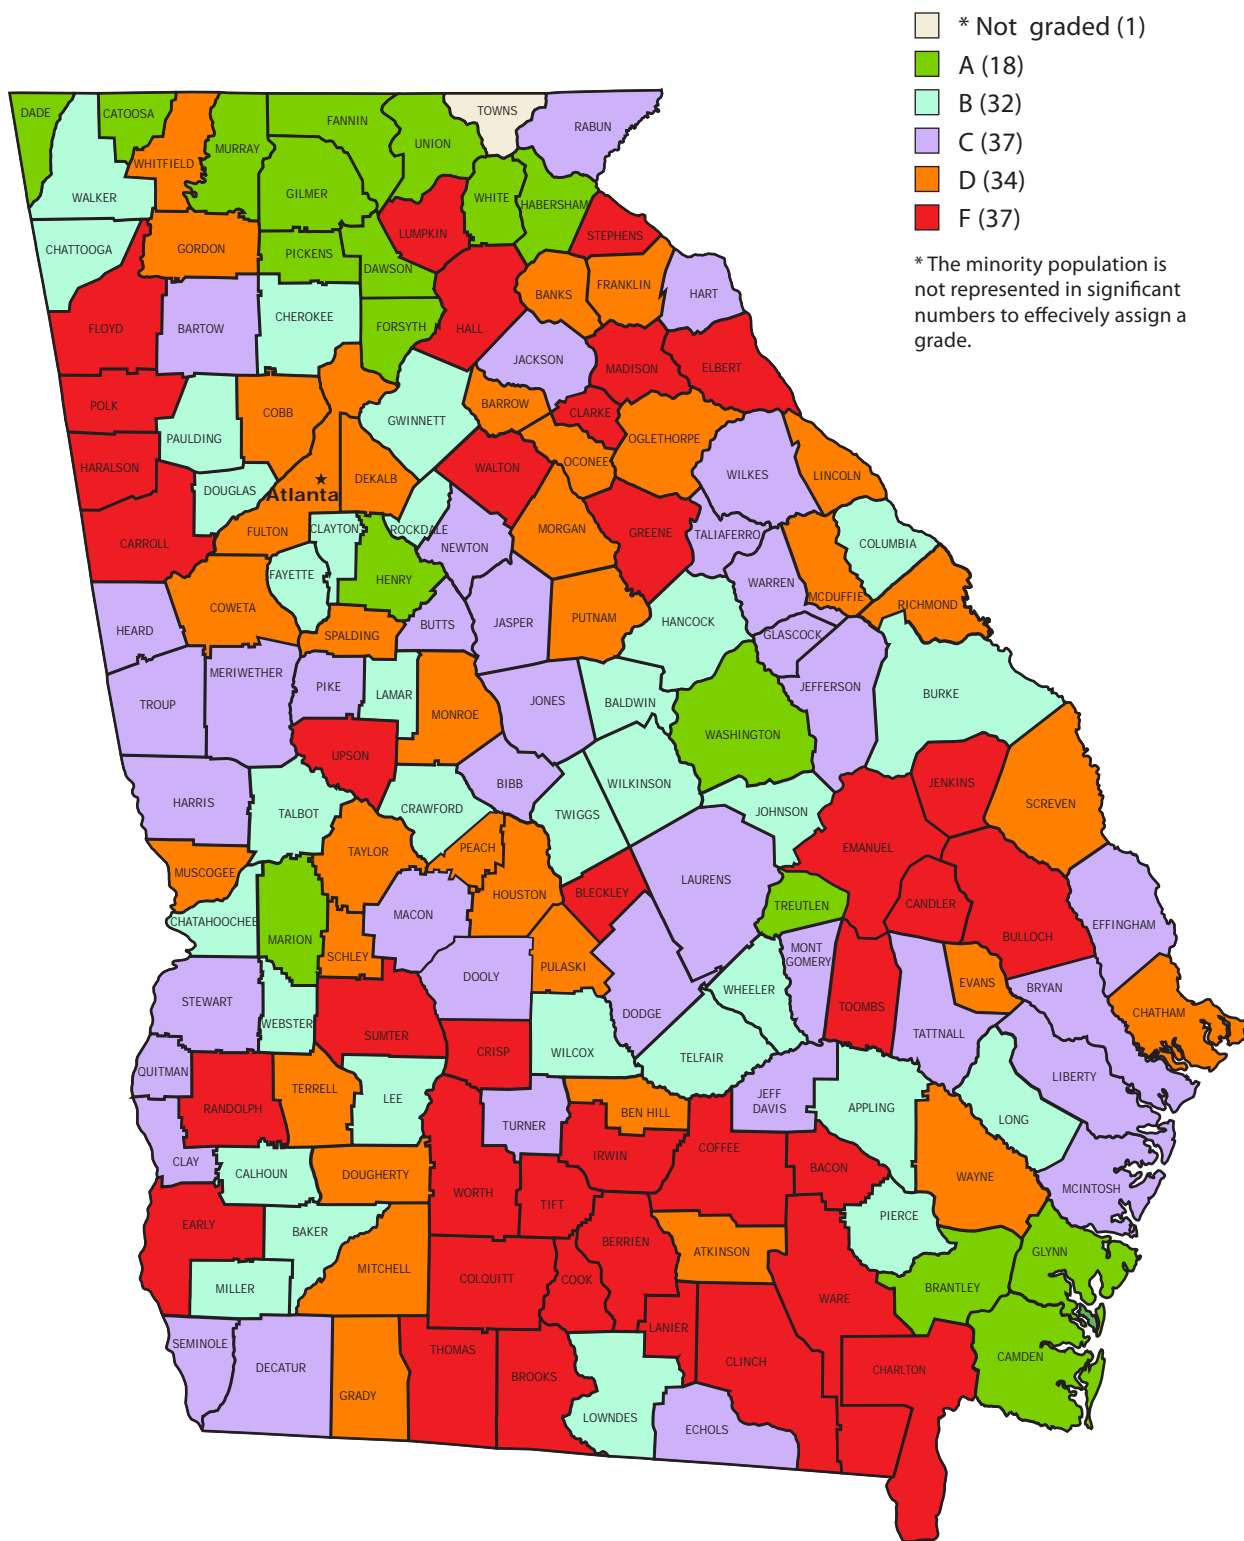 * Not graded (1)
A (18)
B (32)
C (37)
D (34)
F (37)
* The minority population is
not represented in significant
numbers to effecively assign a
grade.
DADE
CATOOSA
WHITFIELD
MURRAY
FANNIN
GILMER
UNION
TOWNS
RABUN
WALKER
WHITE
HABERSHAM
STEPHENS
LUMPKIN
CHATTOOGA
GORDON
PICKENS
DAWSON
BANKS
FRANKLIN
HART
FLOYD
BARTOW
CHEROKEE
FORSYTH
HALL
JACKSON
MADISON
ELBERT
POLK
PAULDING
COBB
GWINNETT
BARROW
CLARKE
OGLETHORPE
OCONEE
HARALSON
DOUGLAS
Atlanta
DEKALB
WALTON
WILKES
LINCOLN
CARROLL
FULTON
CLAYTON
ROCKDALE
NEWTON
MORGAN
GREENE
TALIAFERRO
COLUMBIA
FAYETTE
HENRY
WARREN
MCDUFFIE
RICHMOND
HEARD
COWETA
SPALDING
BUTTS
JASPER
PUTNAM
HANCOCK
GLASCOCK
TROUP
MERIWETHER
PIKE
LAMAR
MONROE
JONES
BALDWIN
JEFFERSON
BURKE
UPSON
WASHINGTON
HARRIS
TALBOT
CRAWFORD
BIBB
TWIGGS
WILKINSON
JOHNSON
JENKINS
SCREVEN
MUSCOGEE
TAYLOR
PEACH
EMANUEL
CHATAHOOCHEE
MARION
SCHLEY
MACON
HOUSTON
BLECKLEY
LAURENS
TREUTLEN
CANDLER
BULLOCH
EFFINGHAM
STEWART
WEBSTER
SUMTER
DOOLY
PULASKI
DODGE
WHEELER
MONT
GOMERY
TOOMBS
TATTNALL
EVANS
BRYAN
CHATHAM
QUITMAN
RANDOLPH
TERRELL
LEE
CRISP
WILCOX
TELFAIR
JEFF
DAVIS
APPLING
LONG
LIBERTY
CLAY
CALHOUN
DOUGHERTY
WORTH
TURNER
TIFT
BEN HILL
IRWIN
COFFEE
BACON
WAYNE
MCINTOSH
EARLY
BAKER
MITCHELL
COLQUITT
COOK
BERRIEN
ATKINSON
WARE
PIERCE
BRANTLEY
GLYNN
MILLER
SEMINOLE
DECATUR
GRADY
THOMAS
BROOKS
LOWNDES
LANIER
CLINCH
ECHOLS
CHARLTON
CAMDEN